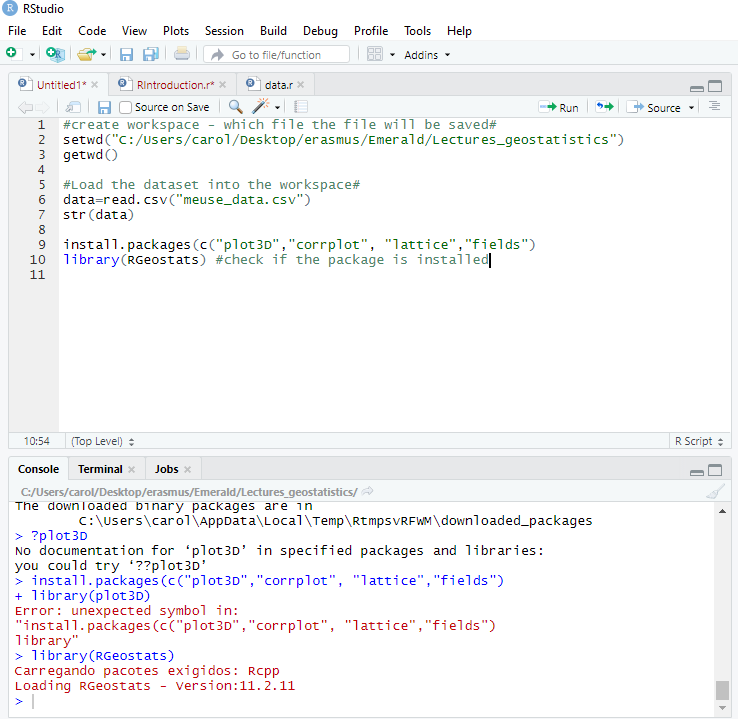 RStudio
File Edit Code View Plots Session Build Debug Profile Tools Help
Go to file/function Addins
Untitled1* RIntroduction.r* data.r
Source on Save Run Source
1 #create workspace - which file the file will be saved#
2 setwd("C:/Users/carol/Desktop/erasmus/Emerald/Lectures_geostatistics")
3 getwd()
4
5 #Load the dataset into the workspace#
6 data=read.csv("meuse_data.csv")
7 str(data)
8
9 install.packages(c("plot3D","corrplot", "lattice","fields")
10 library(RGeostats) #check if the package is installed
11
10:54 (Top Level) R Script
Console Terminal Jobs
C:/Users/carol/Desktop/erasmus/Emerald/Lectures_geostatistics/
The downloaded binary packages are in
C:\Users\carol\AppData\Local\Temp\RtmpsvRFWM\downloaded_packages
> ?plot3D
No documentation for ‘plot3D’ in specified packages and libraries:
you could try ‘??plot3D’
> install.packages(c("plot3D","corrplot", "lattice","fields")
+ library(plot3D)
Error: unexpected symbol in:
"install.packages(c("plot3D","corrplot", "lattice","fields")
library"
> library(RGeostats)
Carregando pacotes exigidos: Rcpp
Loading RGeostats - Version:11.2.11
>